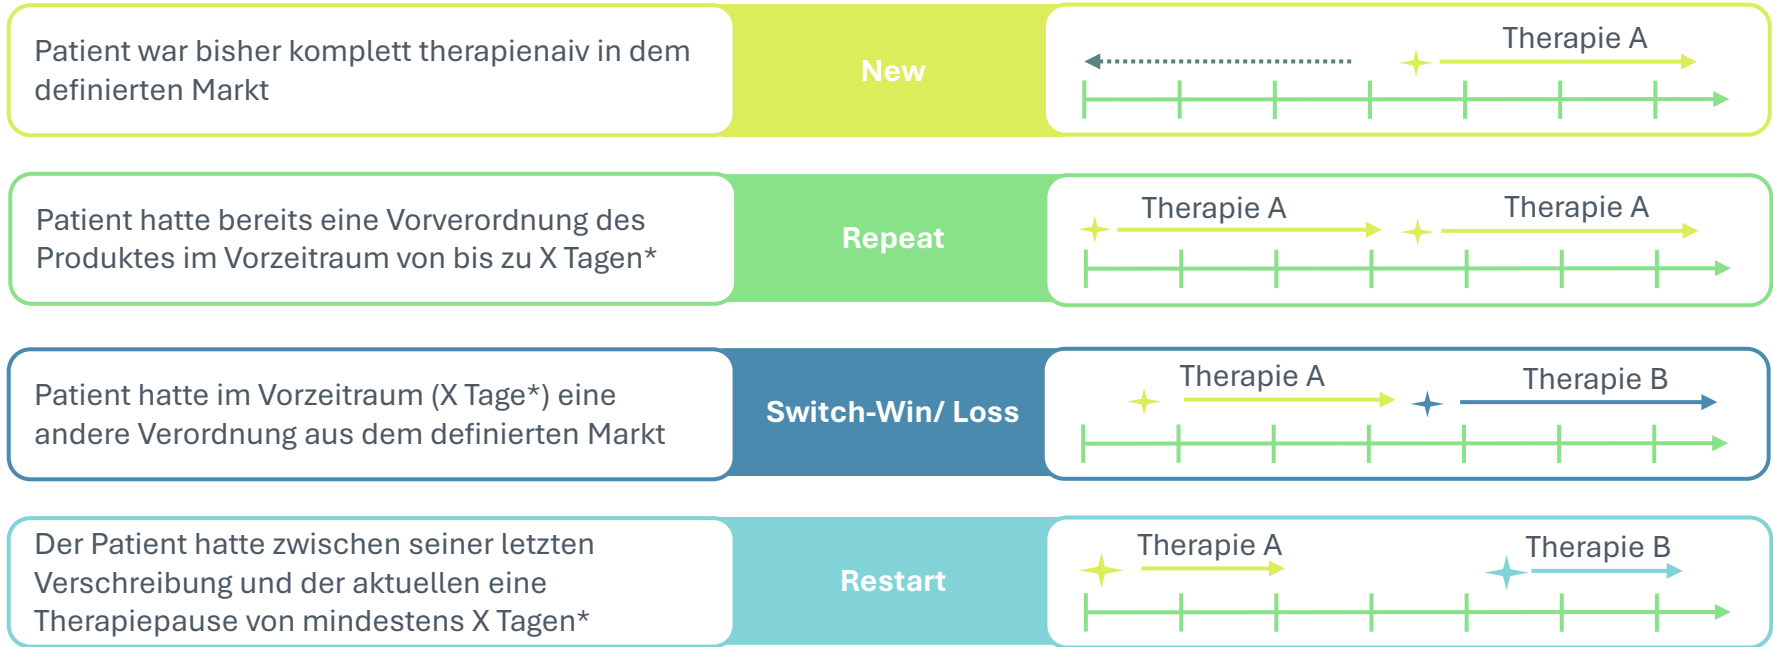 Patient war bisher komplett therapienaiv in dem
definierten Markt
New
Therapie A
Patient hatte bereits eine Vorverordnung des
Produktes im Vorzeitraum von bis zu X Tagen*
Repeat
Therapie A
Therapie A
Patient hatte im Vorzeitraum (X Tage*) eine
andere Verordnung aus dem definierten Markt
Switch-Win/ Loss
Therapie A
Therapie B
Der Patient hatte zwischen seiner letzten
Verschreibung und der aktuellen eine
Therapiepause von mindestens X Tagen*
Restart
Therapie A
Therapie B